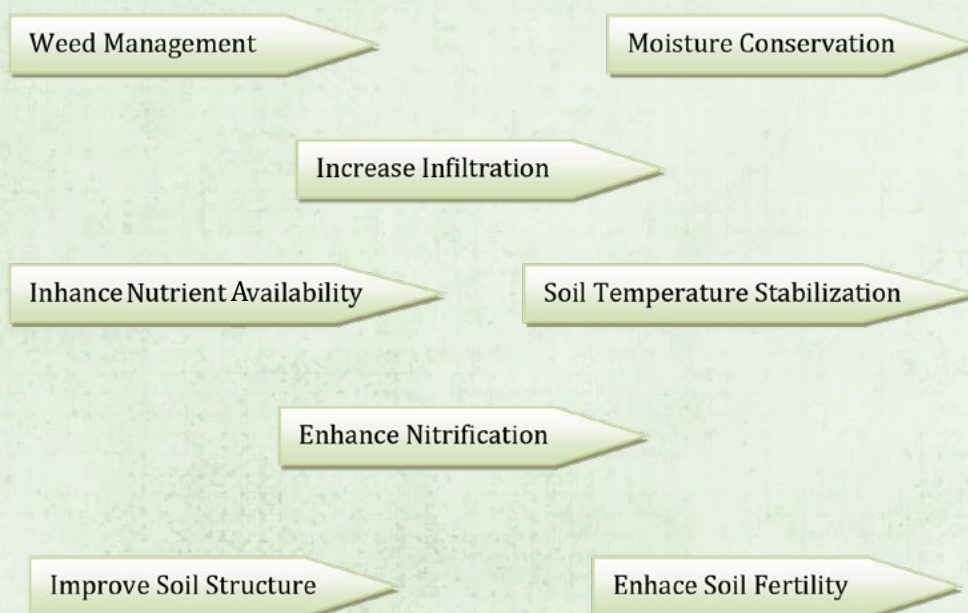 Weed Management
Moisture Conservation
Increase Infiltration
Inhance Nutrient Availability
Soil Temperature Stabilization
Enhance Nitrification
Improve Soil Structure
Enhace Soil Fertility